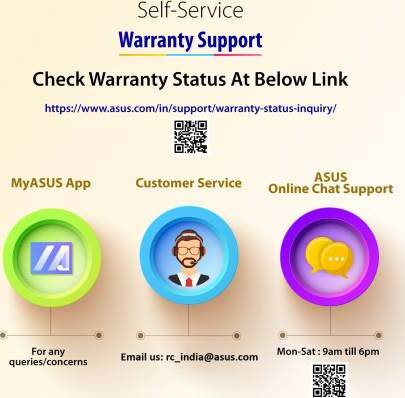 Self-Service
Warranty Support
Check Warranty Status At Below Link
https://www.asus.com/in/support/warranty-status-inquiry/
MyASUS App
Customer Service
ASUS
Online Chat Support
For any
queries/concerns
Email us: rc_india@asus.com
Mon-Sat : 9am till 6pm